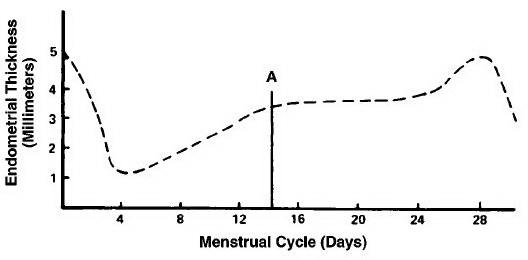 Endometrial Thickness
(Millimeters)
5
4
3
2
1
A
4 8 12 16 20 24 28
Menstrual Cycle (Days)